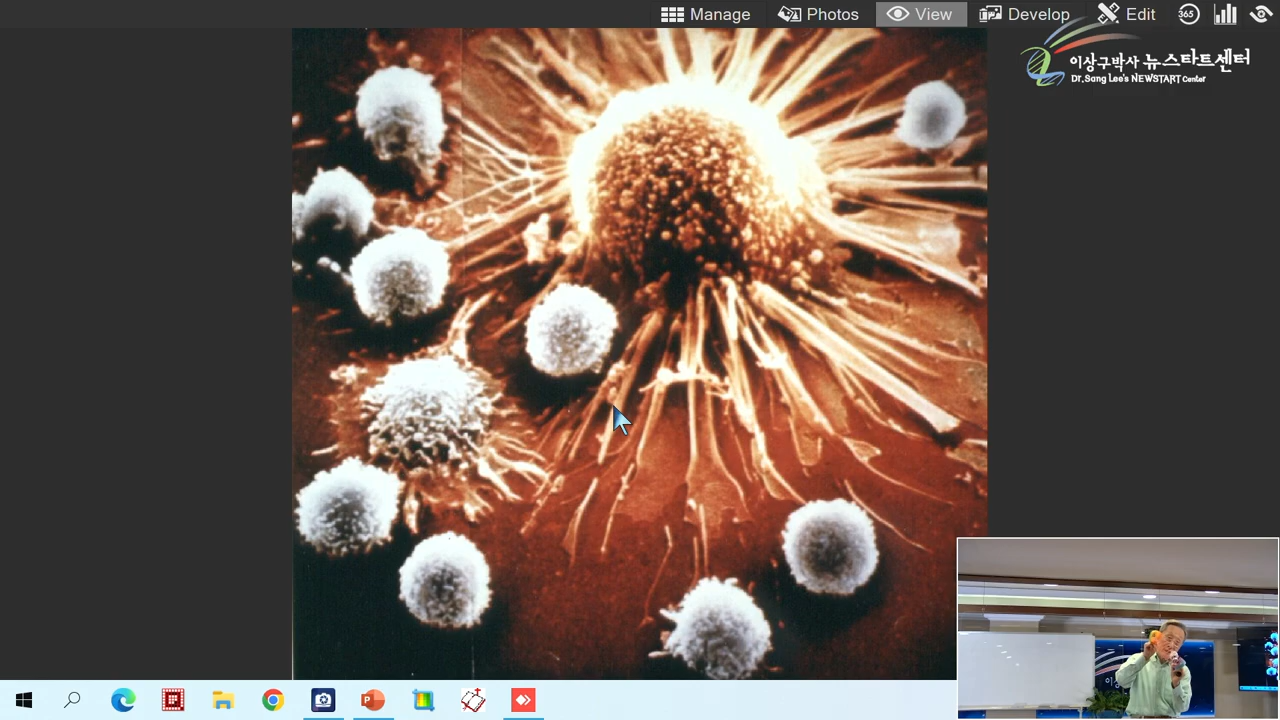 Manage
Photos
View
Develop
Edit
365
이상구박사 뉴스타트센터
Dr.Sang Lee's NEWSTART Center